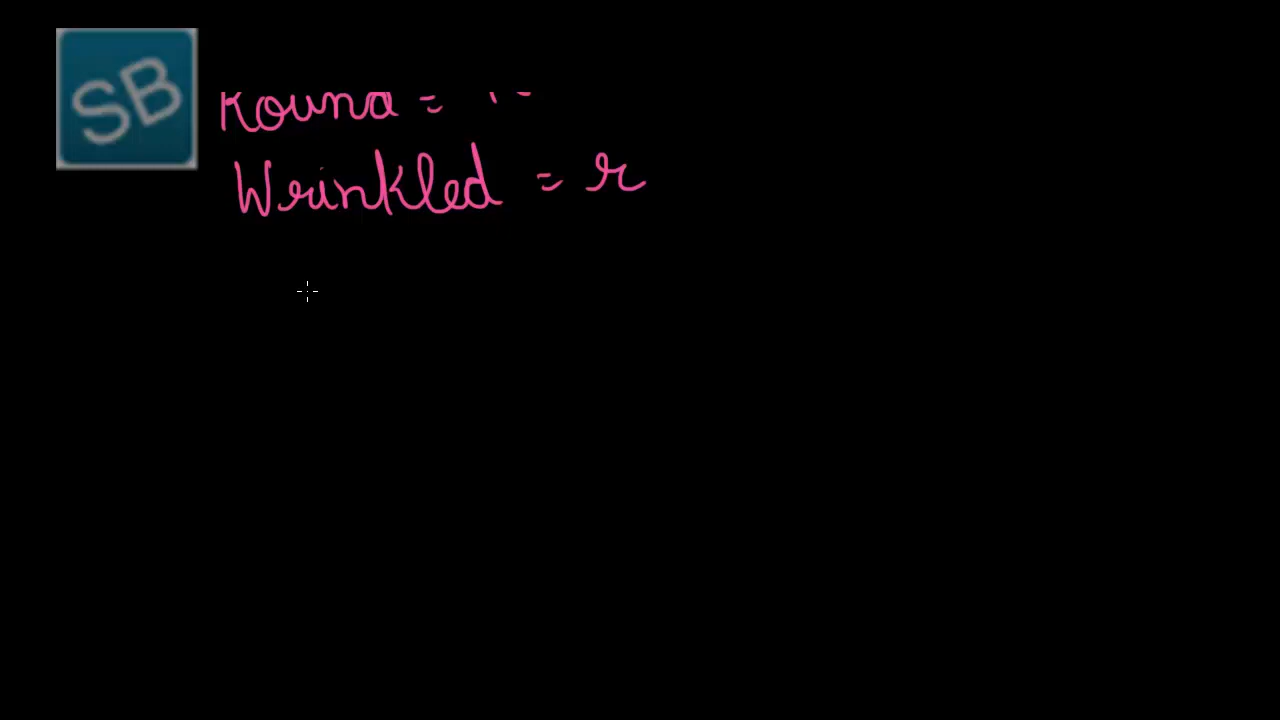 SB
Round =
Wrinkled = r